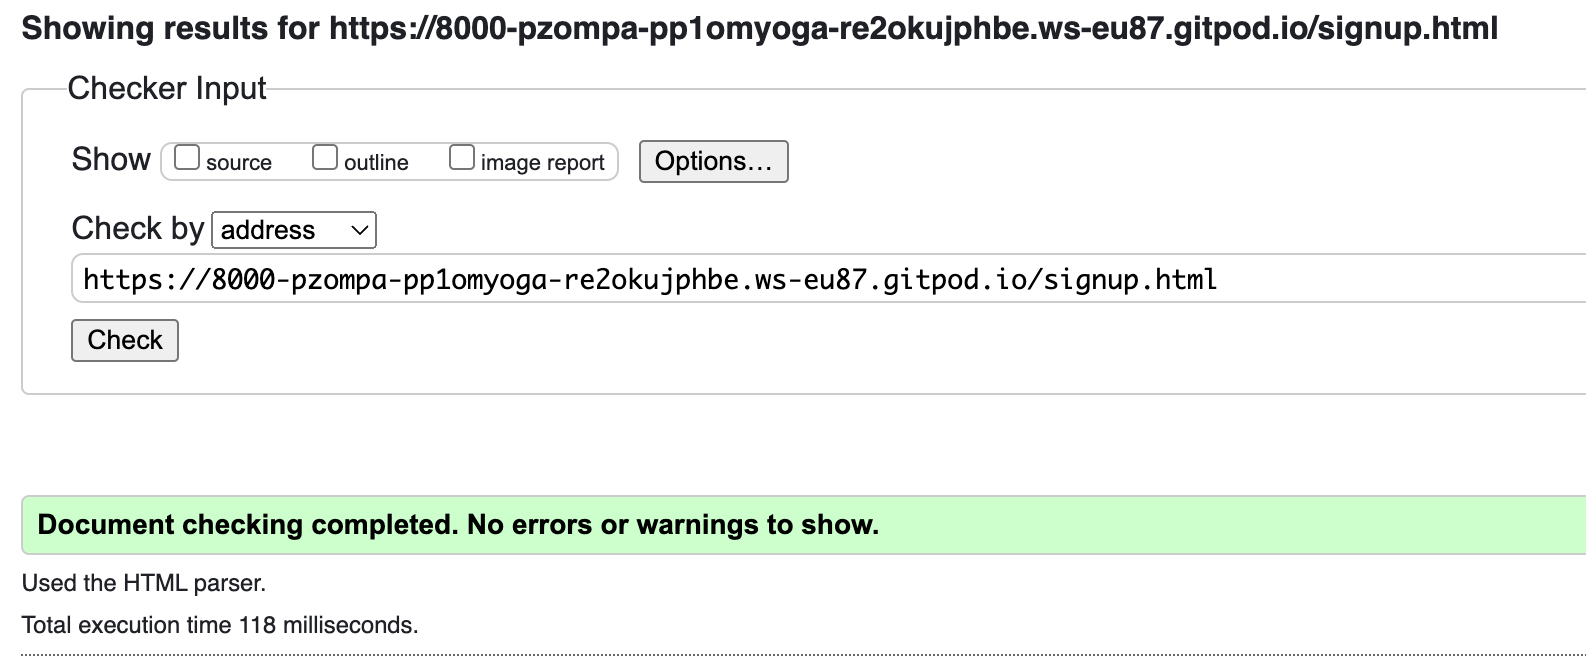 Showing results for https://8000-pzompa-pp1omyoga-re2okujphbe.ws-eu87.gitpod.io/signup.html
Checker Input
Show source outline image report Options...
Check by address
https://8000-pzompa-pp1omyoga-re2okujphbe.ws-eu87.gitpod.io/signup.html
Check
Document checking completed. No errors or warnings to show.
Used the HTML parser.
Total execution time 118 milliseconds.